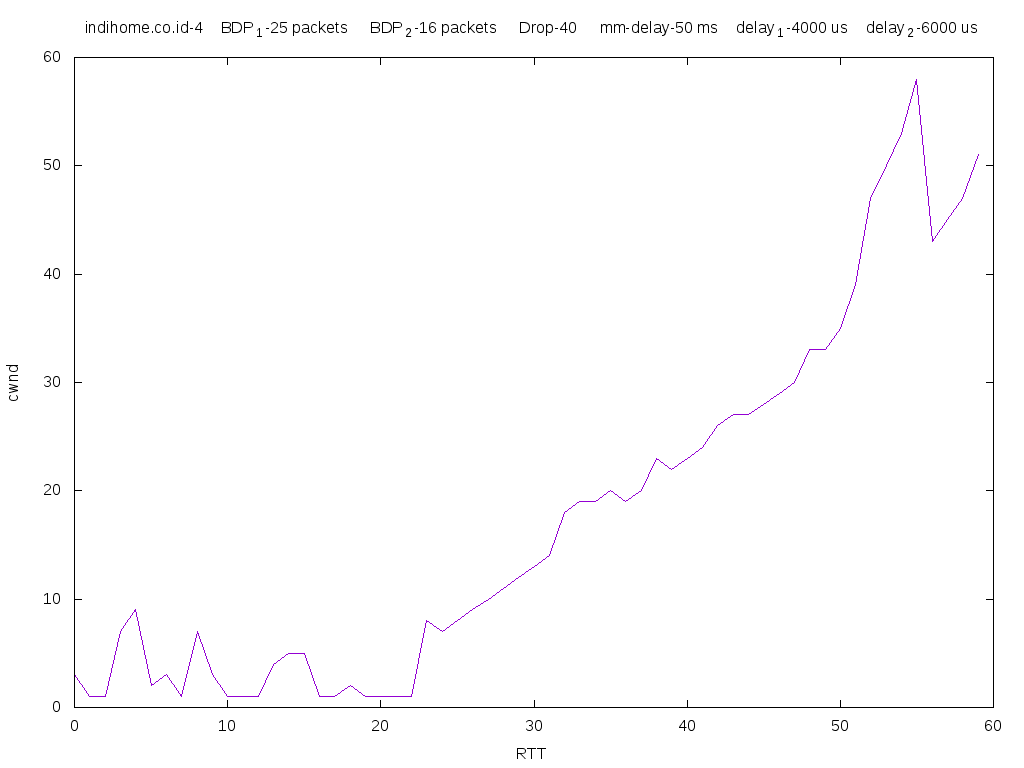 indihome.co.id-4 BDP1-25 packets BDP2-16 packets Drop-40 mm-delay-50 ms delay1-4000 us delay2-6000 us
60
50
40
30
20
10
0
cwnd
0 10 20 30 40 50 60
RTT